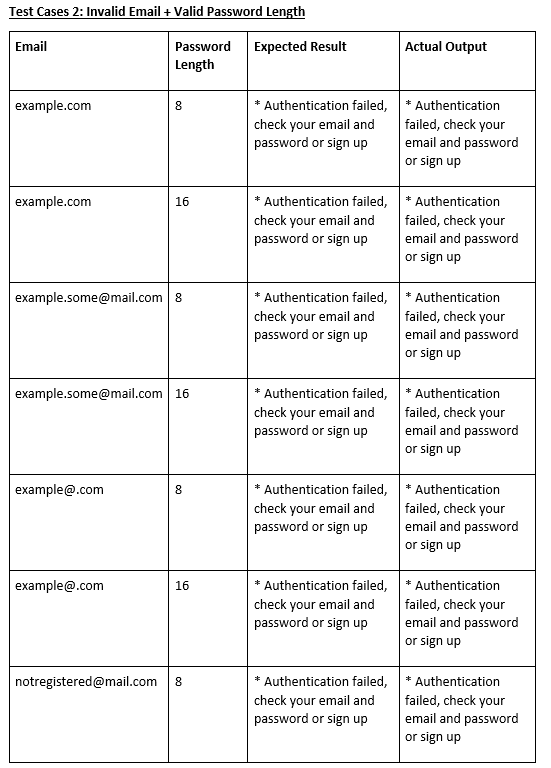 Test Cases 2: Invalid Email + Valid Password Length
Email
Password
Length
Expected Result
Actual Output
example.com
8
* Authentication failed,
check your email and
password or sign up
* Authentication
failed, check your
email and password
or sign up
example.com
16
* Authentication failed,
check your email and
password or sign up
* Authentication
failed, check your
email and password
or sign up
example.some@mail.com
8
* Authentication failed,
check your email and
password or sign up
* Authentication
failed, check your
email and password
or sign up
example.some@mail.com
16
* Authentication failed,
check your email and
password or sign up
* Authentication
failed, check your
email and password
or sign up
example@.com
8
* Authentication failed,
check your email and
password or sign up
* Authentication
failed, check your
email and password
or sign up
example@.com
16
* Authentication failed,
check your email and
password or sign up
* Authentication
failed, check your
email and password
or sign up
notregistered@mail.com
8
* Authentication failed,
check your email and
password or sign up
* Authentication
failed, check your
email and password
or sign up